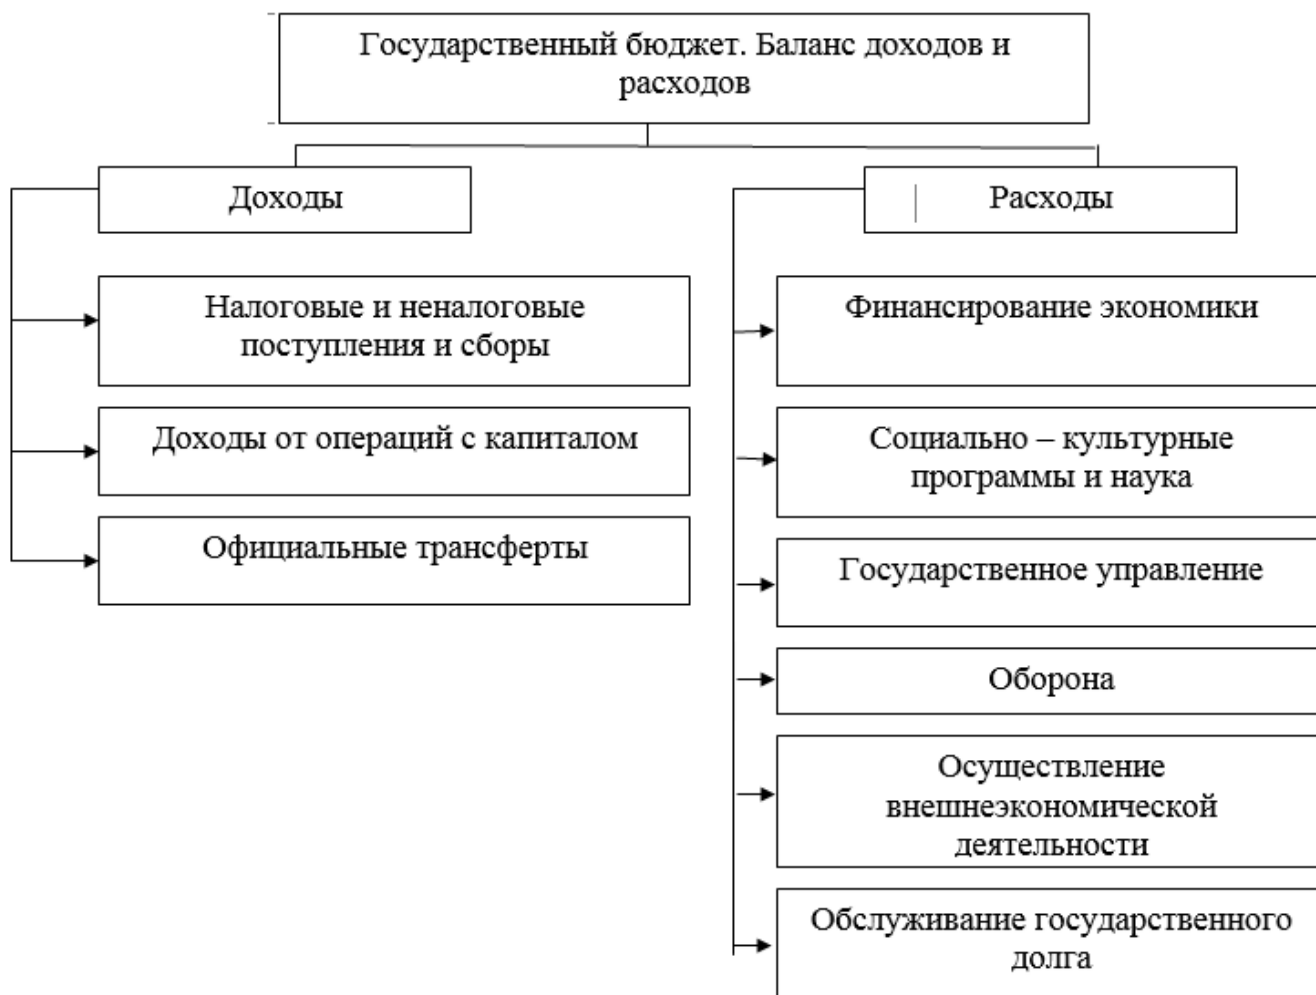 Государственный бюджет. Баланс доходов и
расходов
Доходы
Расходы
Налоговые и неналоговые
поступления и сборы
Доходы от операций с капиталом
Официальные трансферты
Финансирование экономики
Социально – культурные
программы и наука
Государственное управление
Оборона
Осуществление
внешнеэкономической
деятельности
Обслуживание государственного
долга